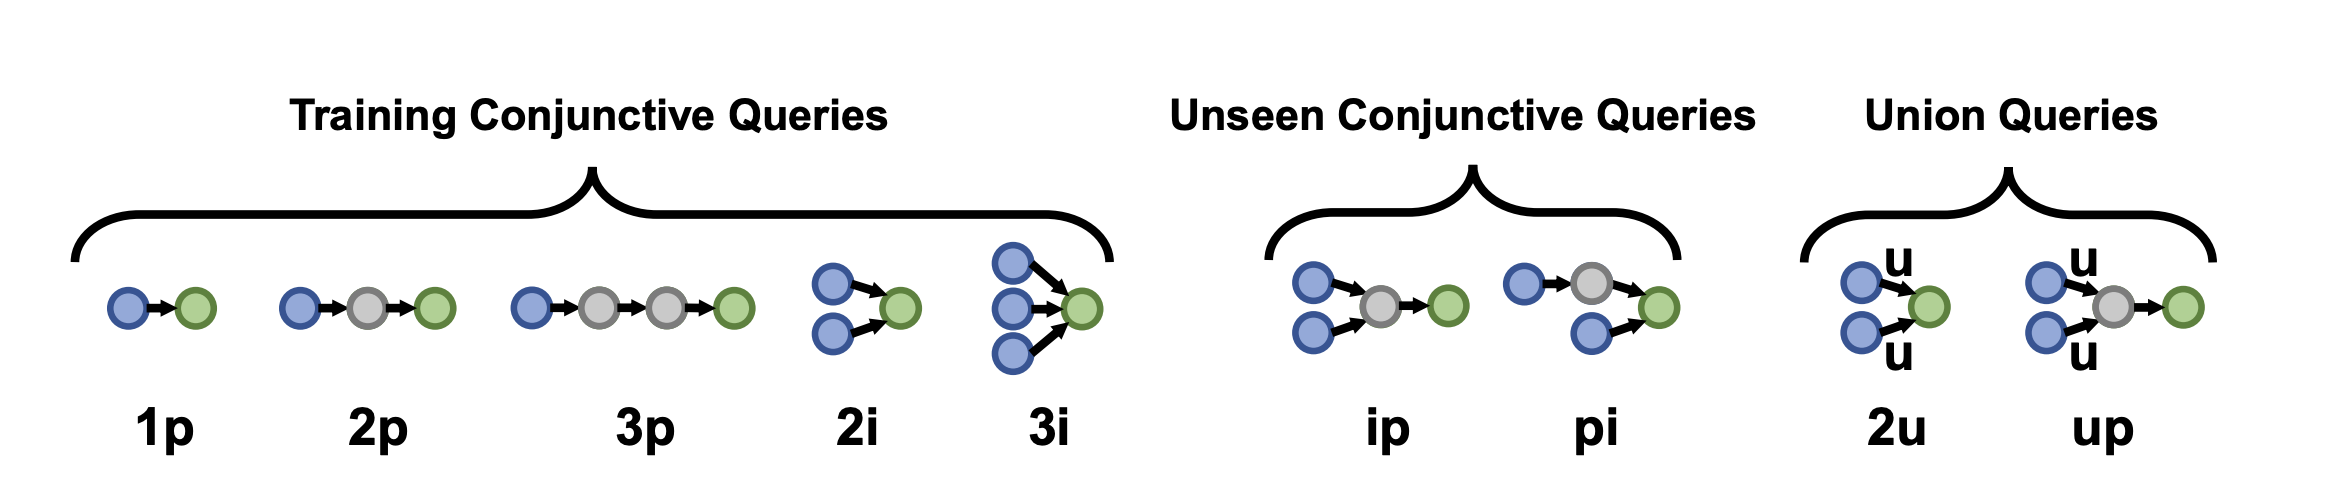 Training Conjunctive Queries
Unseen Conjunctive Queries
Union Queries
u
u
u
u
1p
2p
3p
2i
3i
ip
pi
2u
up